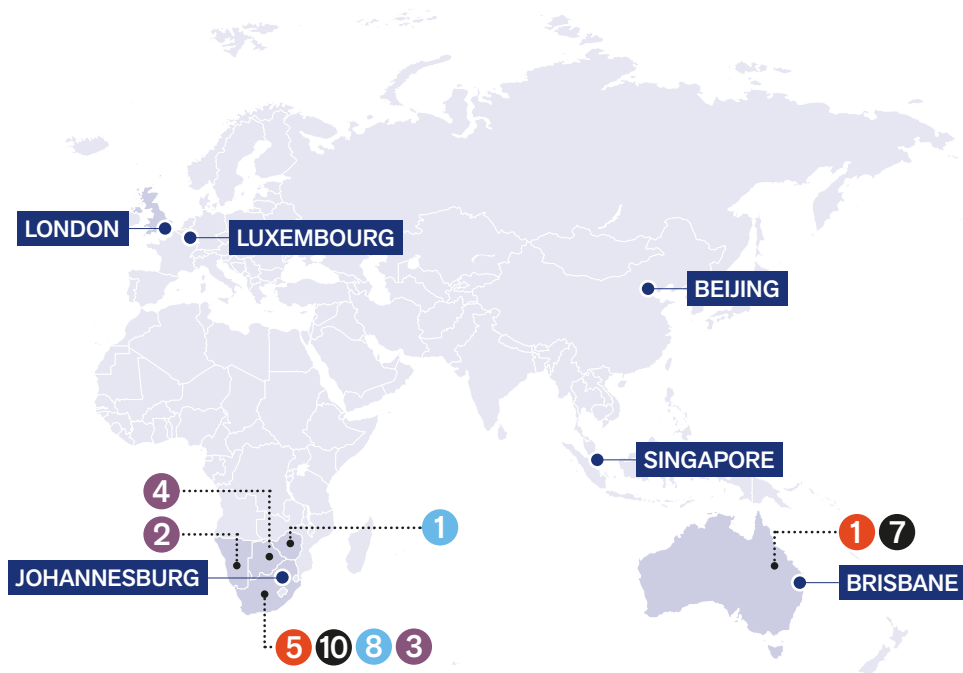 LONDON
LUXEMBOURG
BEIJING
SINGAPORE
4
2
1
1 7
JOHANNESBURG
BRISBANE
5 10 8 3